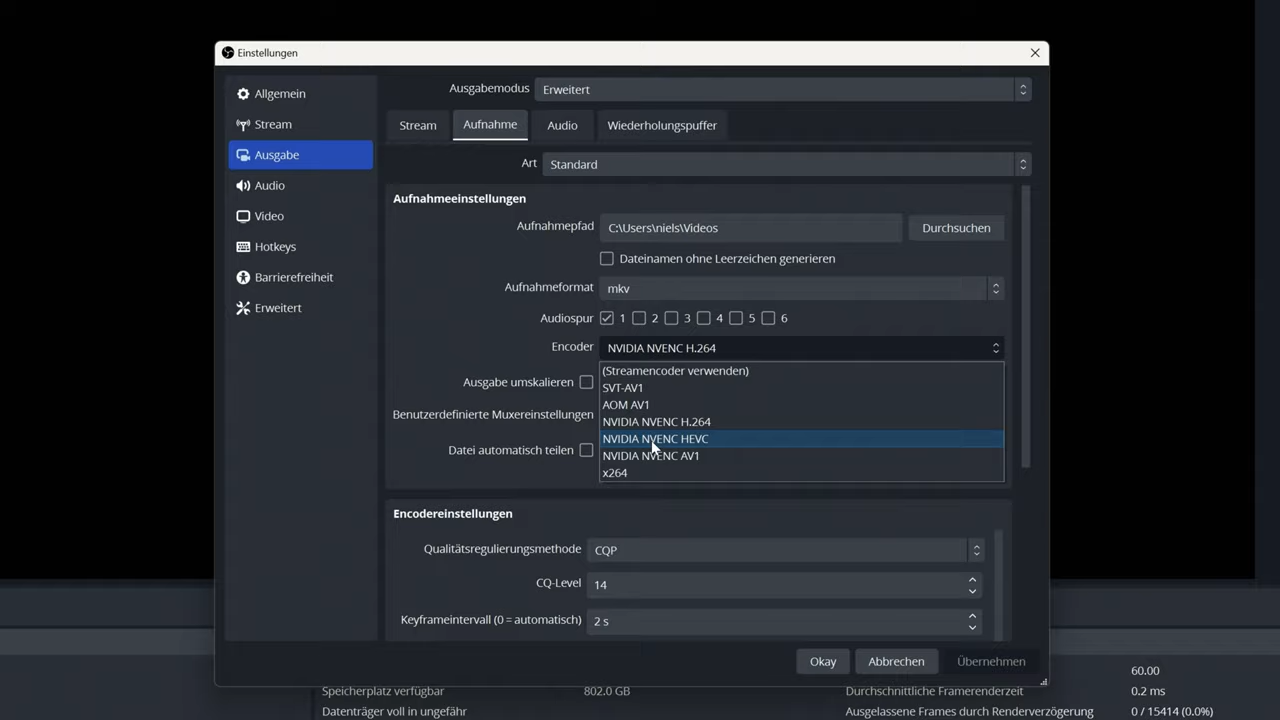 Einstellungen
Allgemein
Stream
Ausgabe
Audio
Video
Hotkeys
Barrierefreiheit
Erweitert
Ausgabemodus Erweitert
Stream Aufnahme Audio Wiederholungspuffer
Art Standard
Aufnahmeeinstellungen
Aufnahmepfad C:\Users\niels\Videos Durchsuchen
Dateinamen ohne Leerzeichen generieren
Aufnahmeformat mkv
Audiospur 1 2 3 4 5 6
Encoder NVIDIA NVENC H.264
(Streamencoder verwenden)
SVT-AV1
AOM AV1
NVIDIA NVENC H.264
NVIDIA NVENC HEVC
NVIDIA NVENC AV1
x264
Ausgabe umskalieren
Benutzerdefinierte Muxereinstellungen
Datei automatisch teilen
Encodereinstellungen
Qualitätsregulierungsmethode CQP
CQ-Level 14
Keyframeintervall (0 = automatisch) 2 s
Okay Abbrechen Übernehmen
60.00
Speicherplatz verfügbar 802.0 GB Durchschnittliche Framerenderzeit 0.2 ms
Datenträger voll in ungefähr Ausgelassene Frames durch Renderverzögerung 0 / 15414 (0.0%)